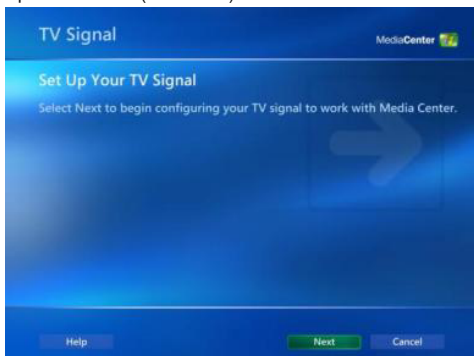 TV Signal
MediaCenter
Set Up Your TV Signal
Select Next to begin configuring your TV signal to work with Media Center.
Help
Next
Cancel